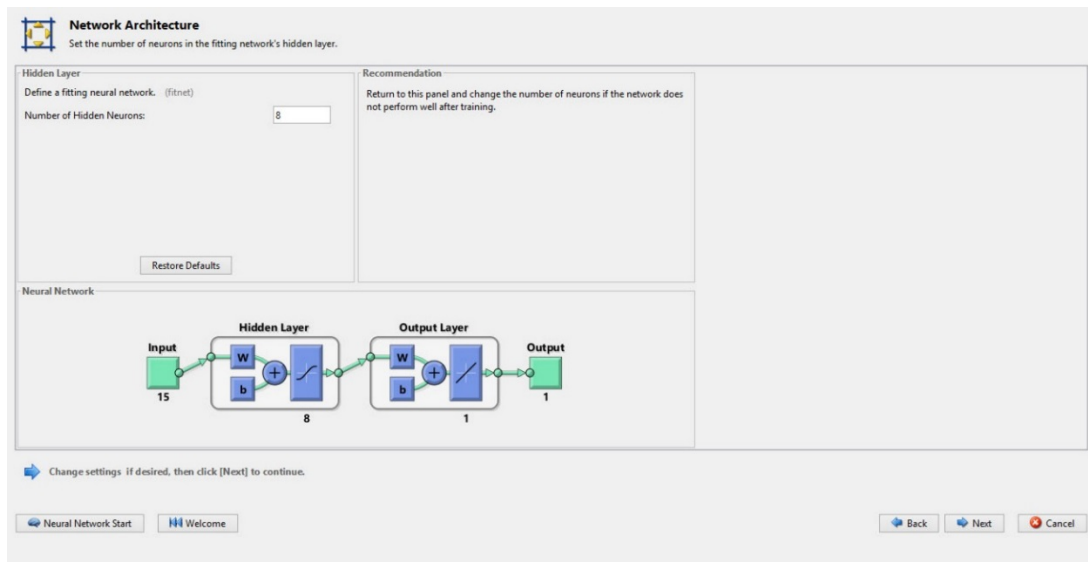 Network Architecture
Set the number of neurons in the fitting network's hidden layer.
Hidden Layer
Define a fitting neural network. (fitnet)
Number of Hidden Neurons: 8
Restore Defaults
Recommendation
Return to this panel and change the number of neurons if the network does
not perform well after training.
Neural Network
Hidden Layer
Output Layer
Input
Output
W
b
+
W
b
+
15
8
1
1
Change settings if desired, then click [Next] to continue.
Neural Network Start
Welcome
Back
Next
Cancel